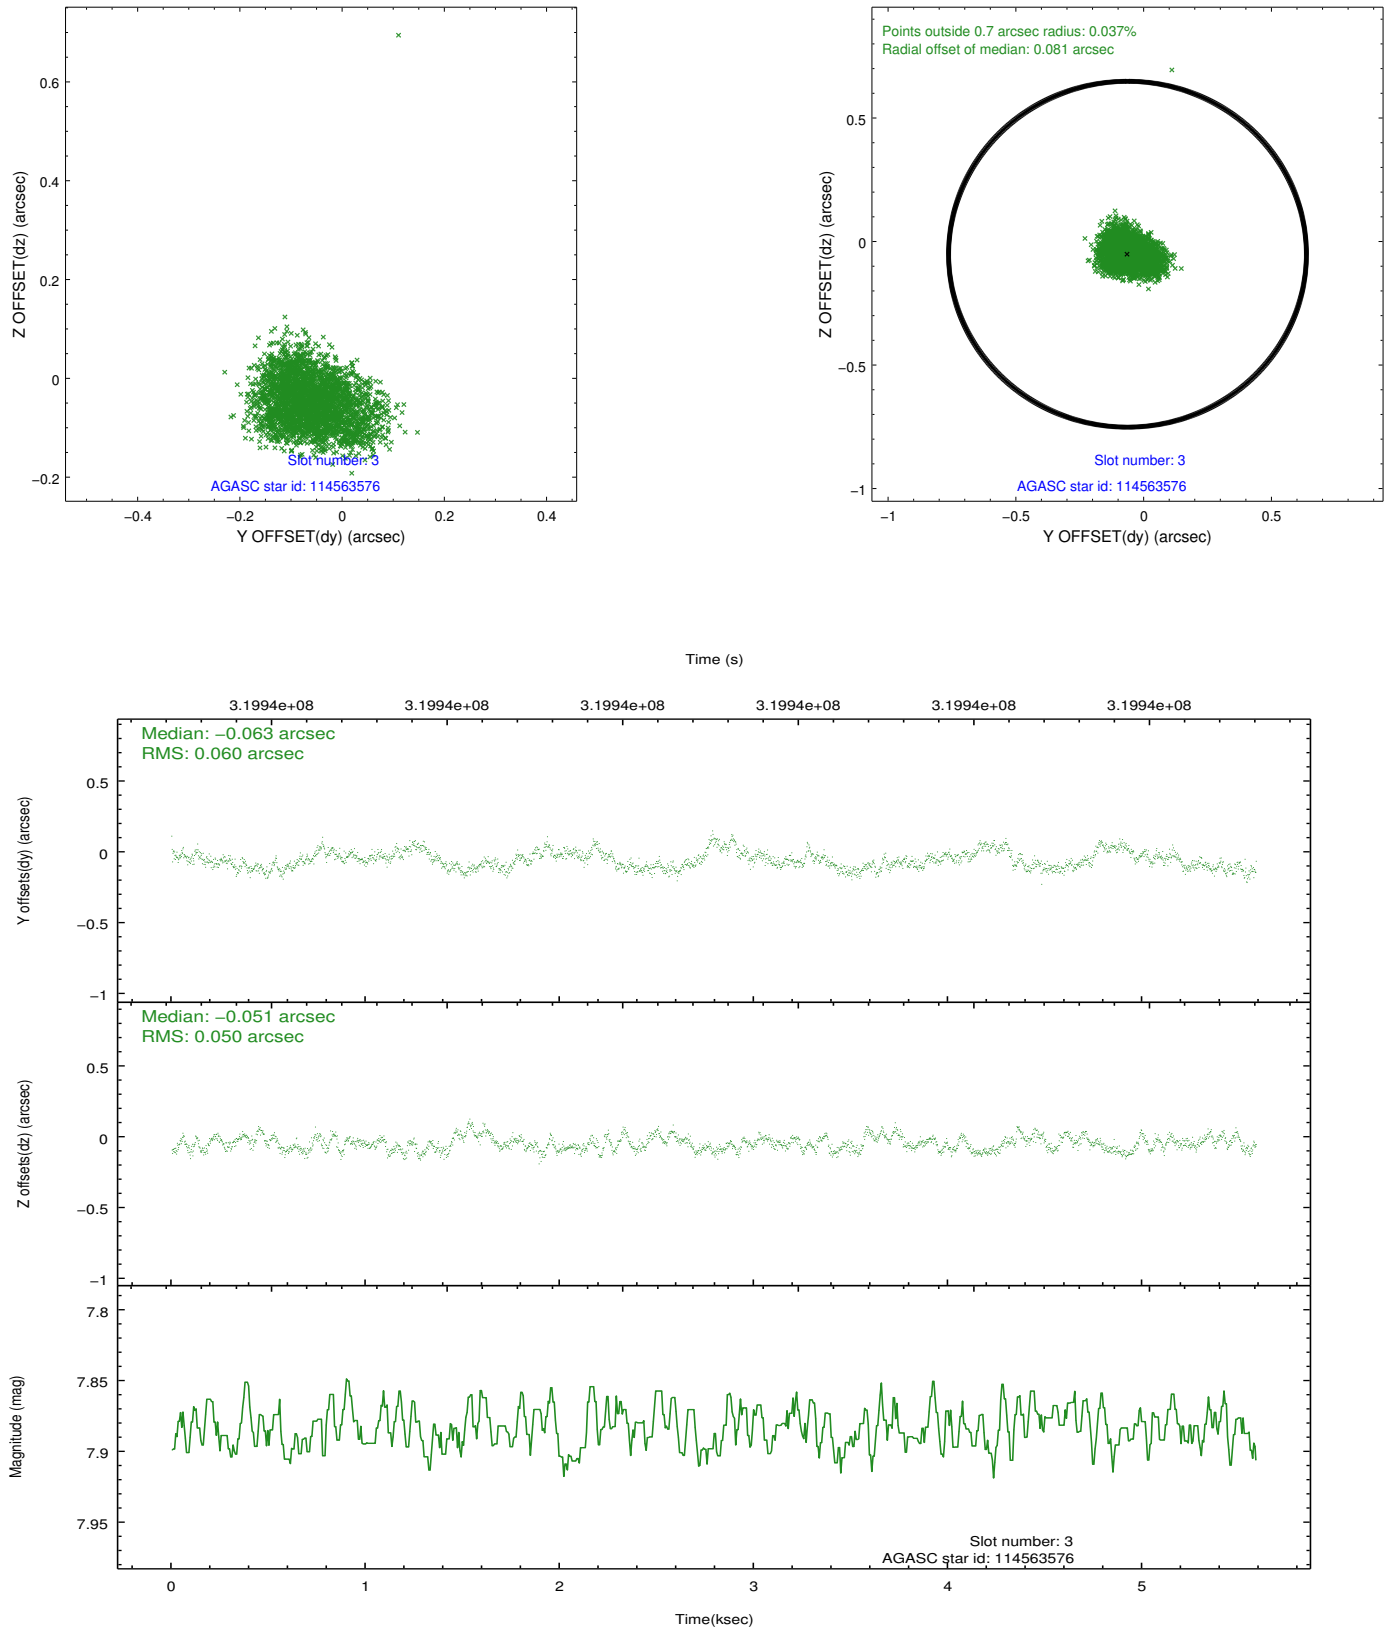 Z OFFSET(dz) (arcsec)
0.6
0.4
0.2
0
−0.2
Slot number: 3
AGASC star id: 114563576
−0.4
−0.2
0
0.2
0.4
Y OFFSET(dy) (arcsec)
Points outside 0.7 arcsec radius: 0.037%
Radial offset of median: 0.081 arcsec
Z OFFSET(dz) (arcsec)
0.5
0
−0.5
−1
Slot number: 3
AGASC star id: 114563576
−1
−0.5
0
0.5
Y OFFSET(dy) (arcsec)
Time (s)
3.1994e+08
3.1994e+08
3.1994e+08
3.1994e+08
3.1994e+08
3.1994e+08
Median: −0.063 arcsec
RMS: 0.060 arcsec
Y offsets(dy) (arcsec)
0.5
0
−0.5
−1
Median: −0.051 arcsec
RMS: 0.050 arcsec
Z offsets(dz) (arcsec)
0.5
0
−0.5
−1
Magnitude (mag)
7.8
7.85
7.9
7.95
Slot number: 3
AGASC star id: 114563576
0
1
2
3
4
5
Time(ksec)